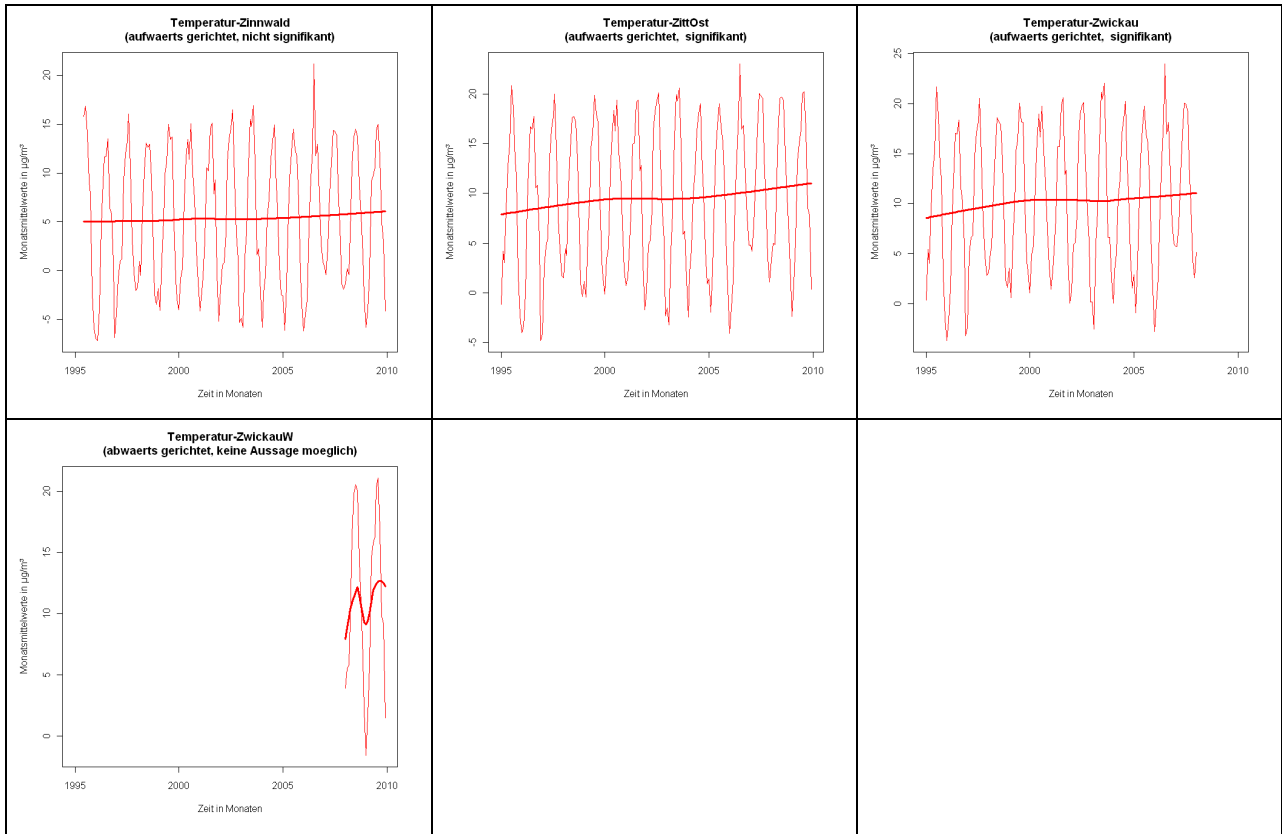 Temperatur-Zinnwald
(aufwaerts gerichtet, nicht signifikant)
Monatsmittelwerte in µg/m³
20
15
10
5
0
-5
1995
2000
2005
2010
Zeit in Monaten
Temperatur-ZittOst
(aufwaerts gerichtet, signifikant)
Monatsmittelwerte in µg/m³
20
15
10
5
0
-5
1995
2000
2005
2010
Zeit in Monaten
Temperatur-Zwickau
(aufwaerts gerichtet, signifikant)
Monatsmittelwerte in µg/m³
25
20
15
10
5
0
1995
2000
2005
2010
Zeit in Monaten
Temperatur-ZwickauW
(abwaerts gerichtet, keine Aussage moeglich)
Monatsmittelwerte in µg/m³
20
15
10
5
0
1995
2000
2005
2010
Zeit in Monaten